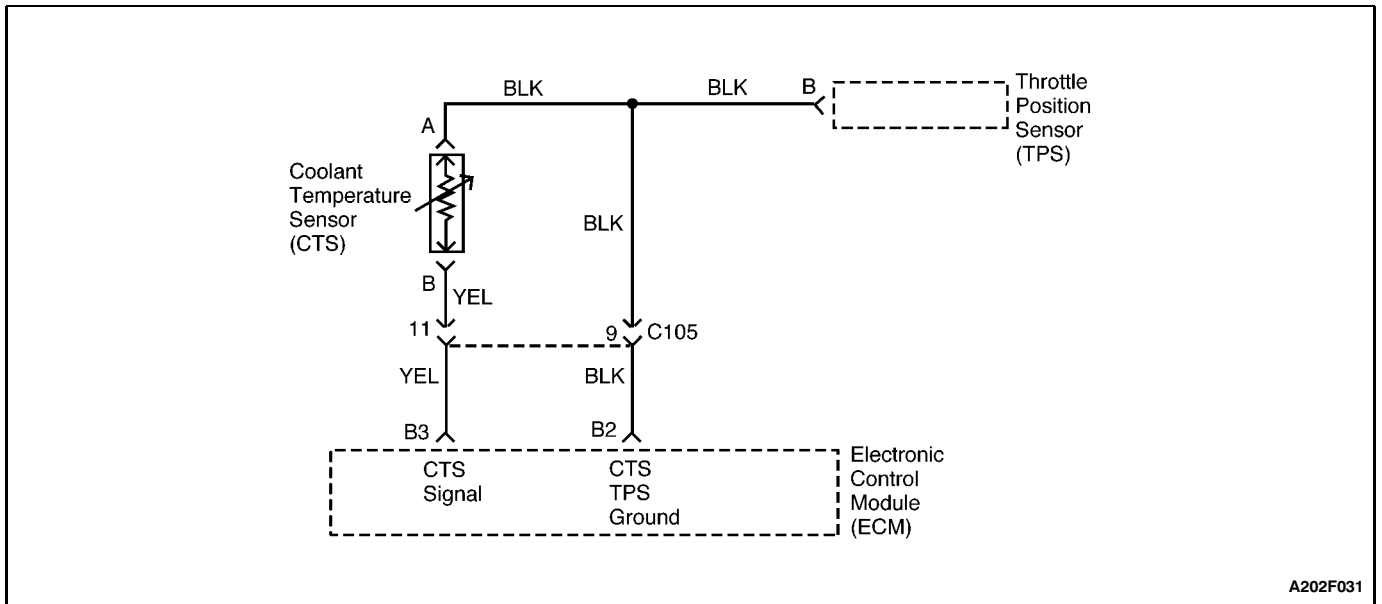 BLK
BLK
B
Throttle
Position
Sensor
(TPS)
A
Coolant
Temperature
Sensor
(CTS)
BLK
B
YEL
11
9
C105
YEL
BLK
B3
B2
CTS
Signal
CTS
TPS
Ground
Electronic
Control
Module
(ECM)
A202F031